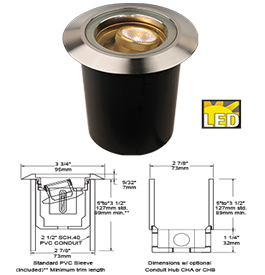 LED
3 3/4"
95mm
9/32"
7mm
5"to3 1/2"
127mm std.
89mm min.**
2 1/2 SCH.40
PVC CONDUIT
2 7/8"
73mm
Standard PVC Sleeve
(included)** Minimum trim length
2 7/8"
73mm
5"to3 1/2"
127mm std.
89mm min.**
1 1/4"
32mm
Dimensions w/ optional
Conduit Hub CHA or CHB